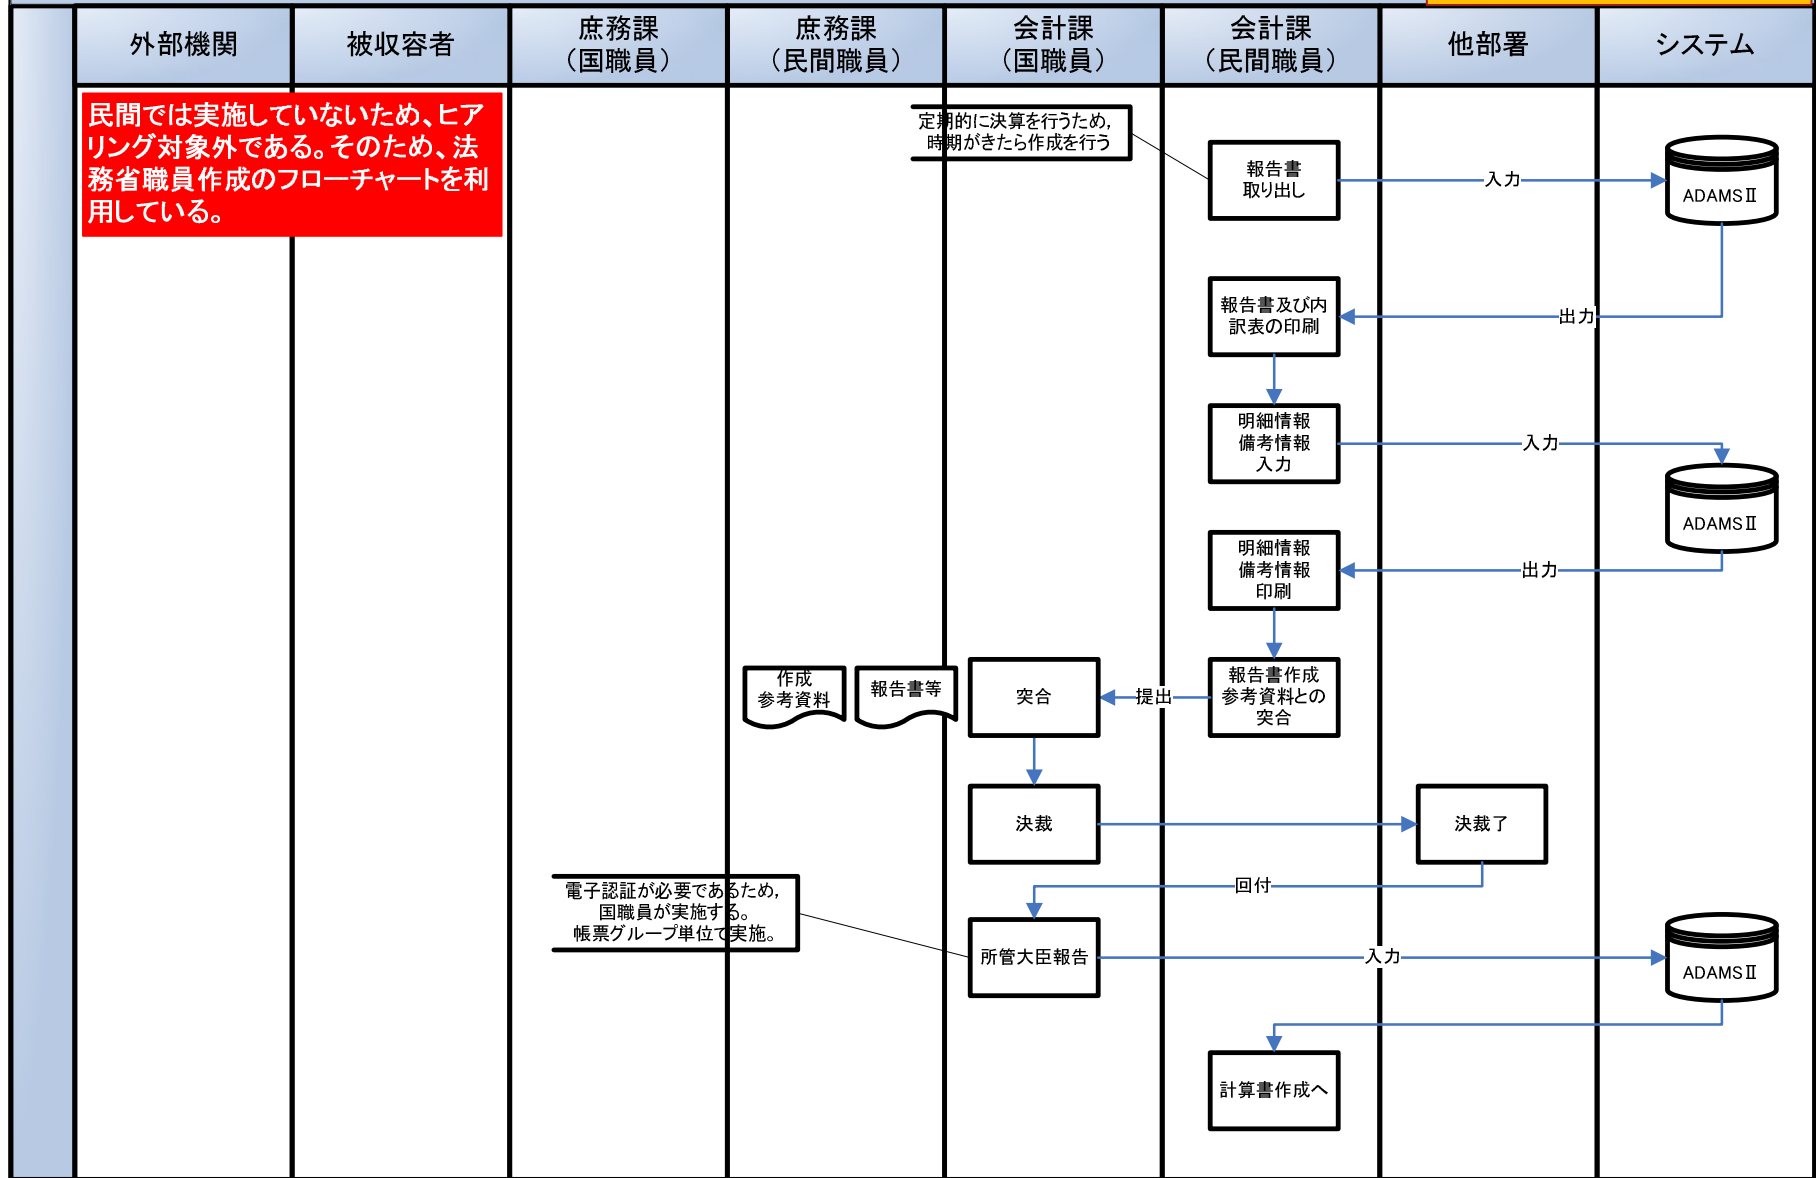 外部機関
被収容者
庶務課
（国職員）
庶務課
（民間職員）
会計課
（国職員）
会計課
（民間職員）
他部署
システム
民間では実施していないため、ヒア
リング対象外である。そのため、法
務省職員作成のフローチャートを利
用している。
定期的に決算を行うため，
時期がきたら作成を行う
報告書
取り出し
入力
ADAMSⅡ
報告書及び内
訳表の印刷
出力
明細情報
備考情報
入力
入力
ADAMSⅡ
明細情報
備考情報
印刷
出力
作成
参考資料
報告書等
突合
提出
報告書作成
参考資料との
突合
決裁
決裁了
回付
電子認証が必要であるため，
国職員が実施する。
帳票グループ単位で実施。
所管大臣報告
入力
ADAMSⅡ
計算書作成へ